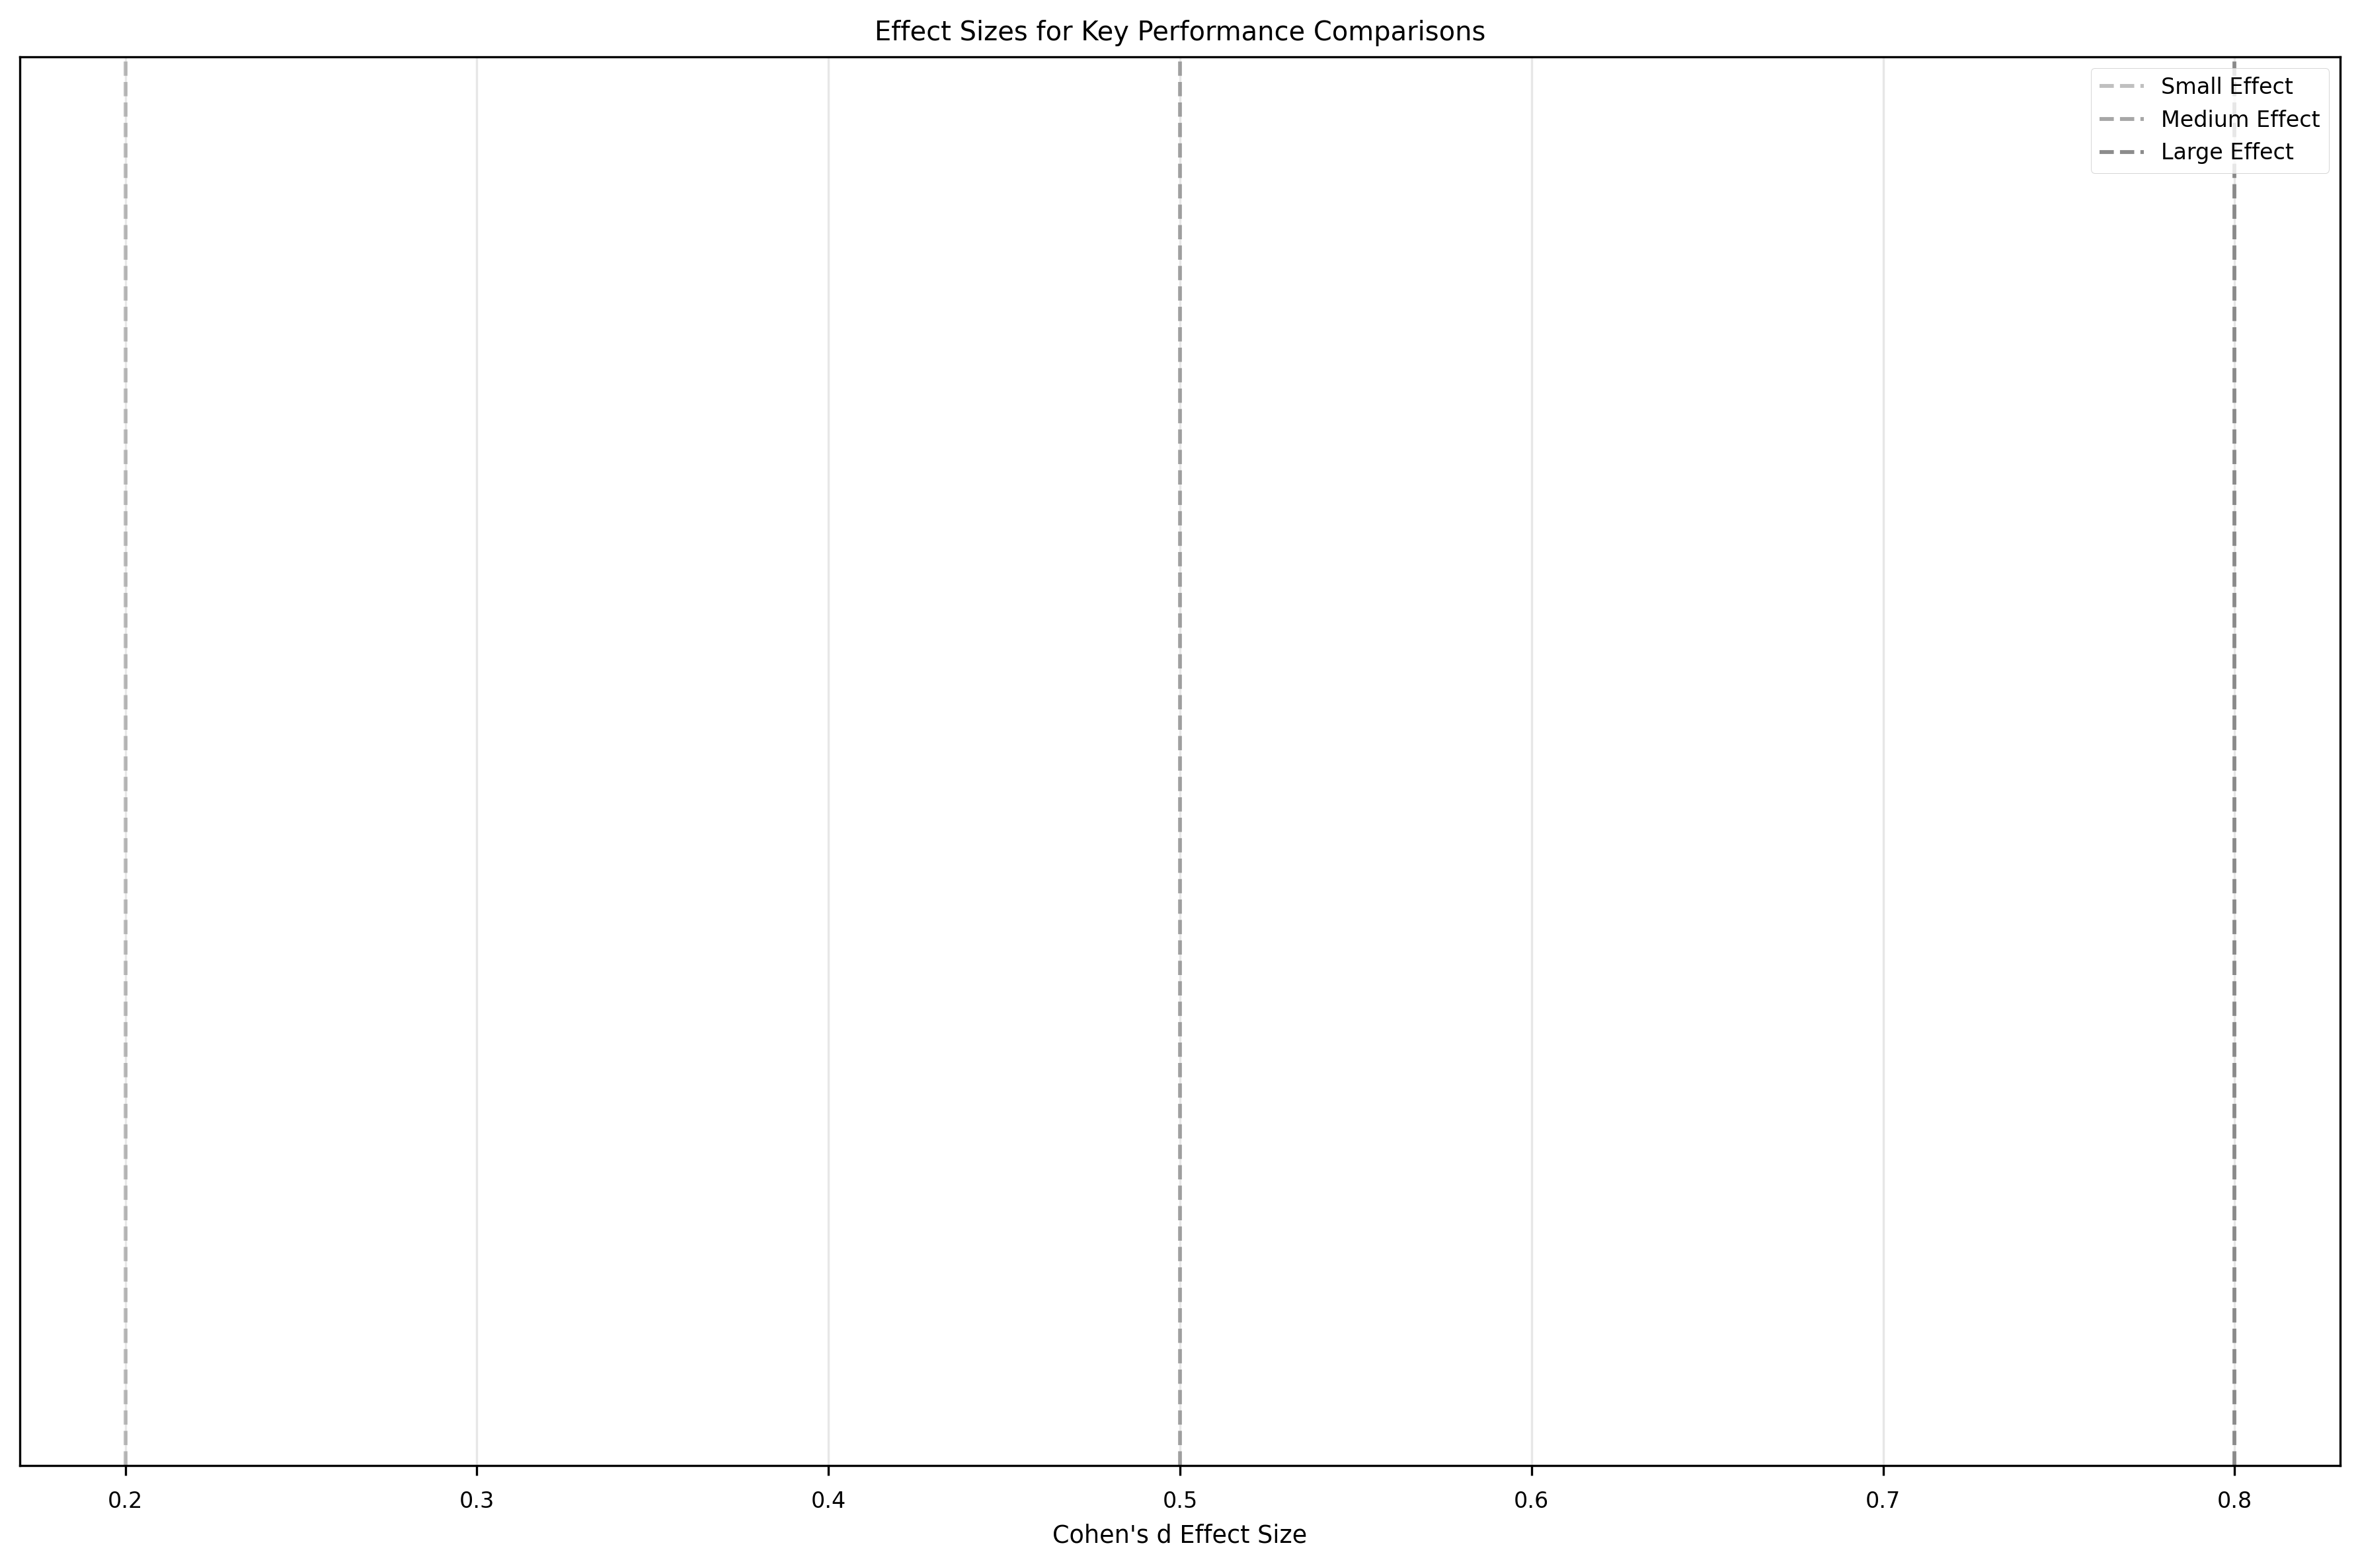 Effect Sizes for Key Performance Comparisons
Small Effect
Medium Effect
Large Effect
0.2 0.3 0.4 0.5 0.6 0.7 0.8
Cohen's d Effect Size